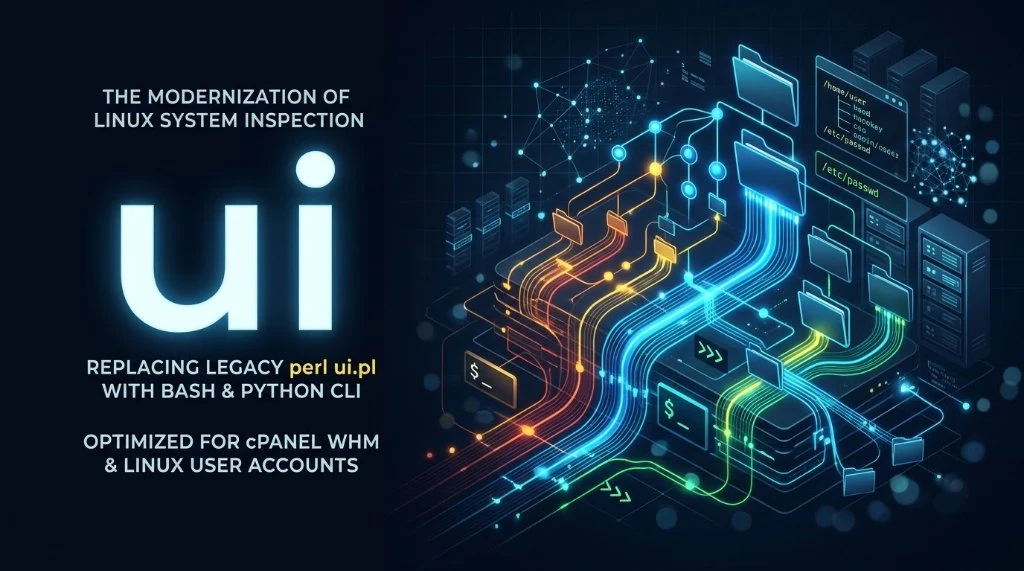 THE MODERNIZATION OF
LINUX SYSTEM INSPECTION
ui
REPLACING LEGACY perl ui.pl
WITH BASH & PYTHON CLI
OPTIMIZED FOR cPANEL WHM
& LINUX USER ACCOUNTS
/home/user
/etc/passwd
$ _
>>>
$ _
>>>